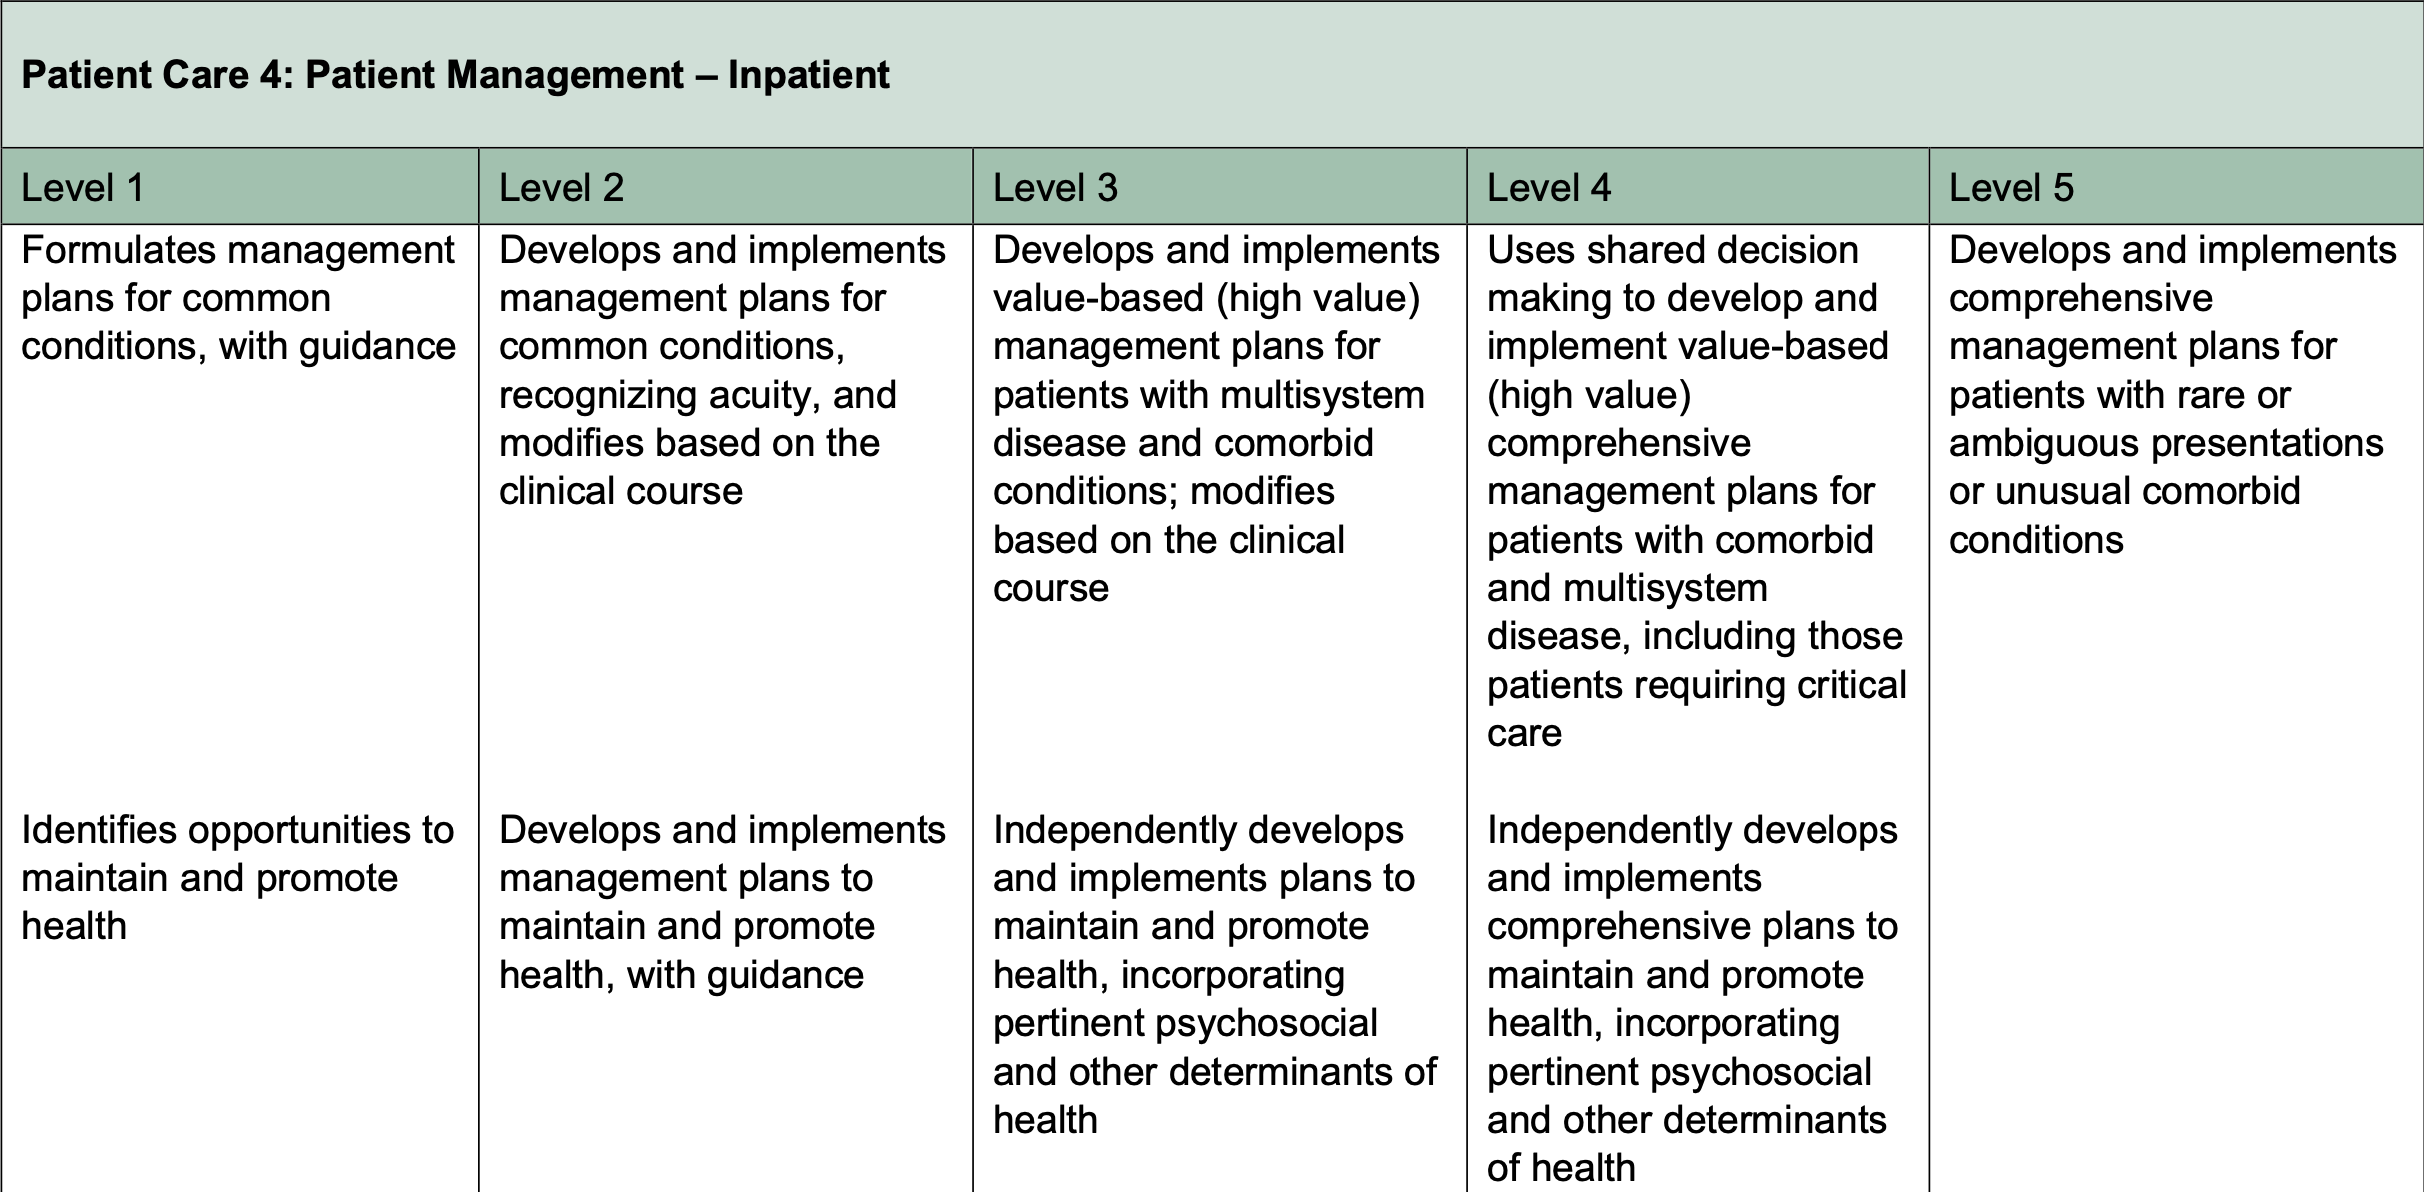 Patient Care 4: Patient Management – Inpatient
Level 1
Level 2
Level 3
Level 4
Level 5
Formulates management
plans for common
conditions, with guidance
Develops and implements
management plans for
common conditions,
recognizing acuity, and
modifies based on the
clinical course
Develops and implements
value-based (high value)
management plans for
patients with multisystem
disease and comorbid
conditions; modifies
based on the clinical
course
Uses shared decision
making to develop and
implement value-based
(high value)
comprehensive
management plans for
patients with comorbid
and multisystem
disease, including those
patients requiring critical
care
Develops and implements
comprehensive
management plans for
patients with rare or
ambiguous presentations
or unusual comorbid
conditions
Identifies opportunities to
maintain and promote
health
Develops and implements
management plans to
maintain and promote
health, with guidance
Independently develops
and implements plans to
maintain and promote
health, incorporating
pertinent psychosocial
and other determinants of
health
Independently develops
and implements
comprehensive plans to
maintain and promote
health, incorporating
pertinent psychosocial
and other determinants
of health